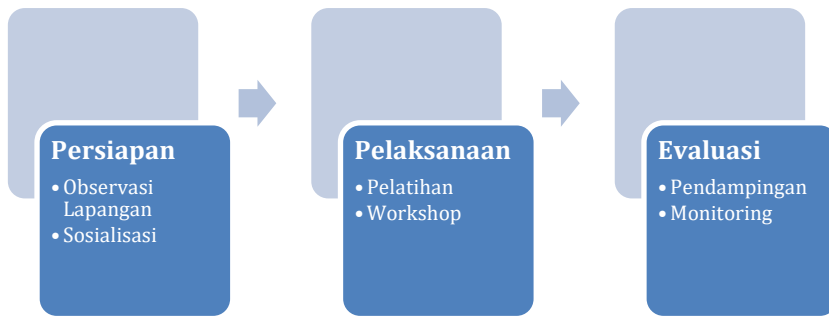 Persiapan
• Observasi
Lapangan
• Sosialisasi
Pelaksanaan
• Pelatihan
• Workshop
Evaluasi
• Pendampingan
• Monitoring